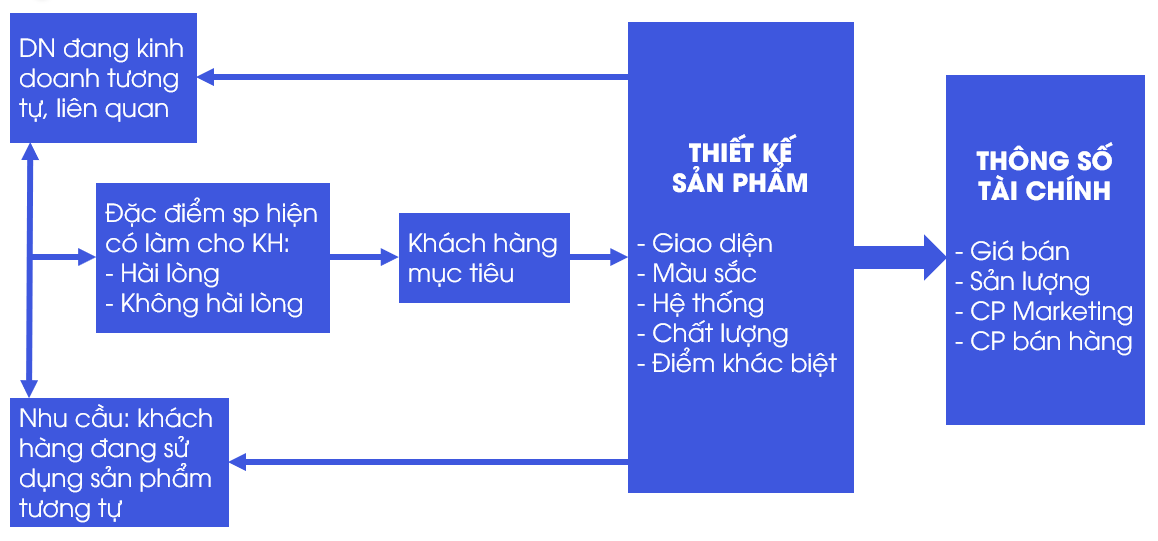 DN đang kinh
doanh tương
tự, liên quan
Đặc điểm sp hiện
có làm cho KH:
- Hài lòng
- Không hài lòng
Nhu cầu: khách
hàng đang sử
dụng sản phẩm
tương tự
Khách hàng
mục tiêu
THIẾT KẾ
SẢN PHẨM
- Giao diện
- Màu sắc
- Hệ thống
- Chất lượng
- Điểm khác biệt
THÔNG SỐ
TÀI CHÍNH
- Giá bán
- Sản lượng
- CP Marketing
- CP bán hàng